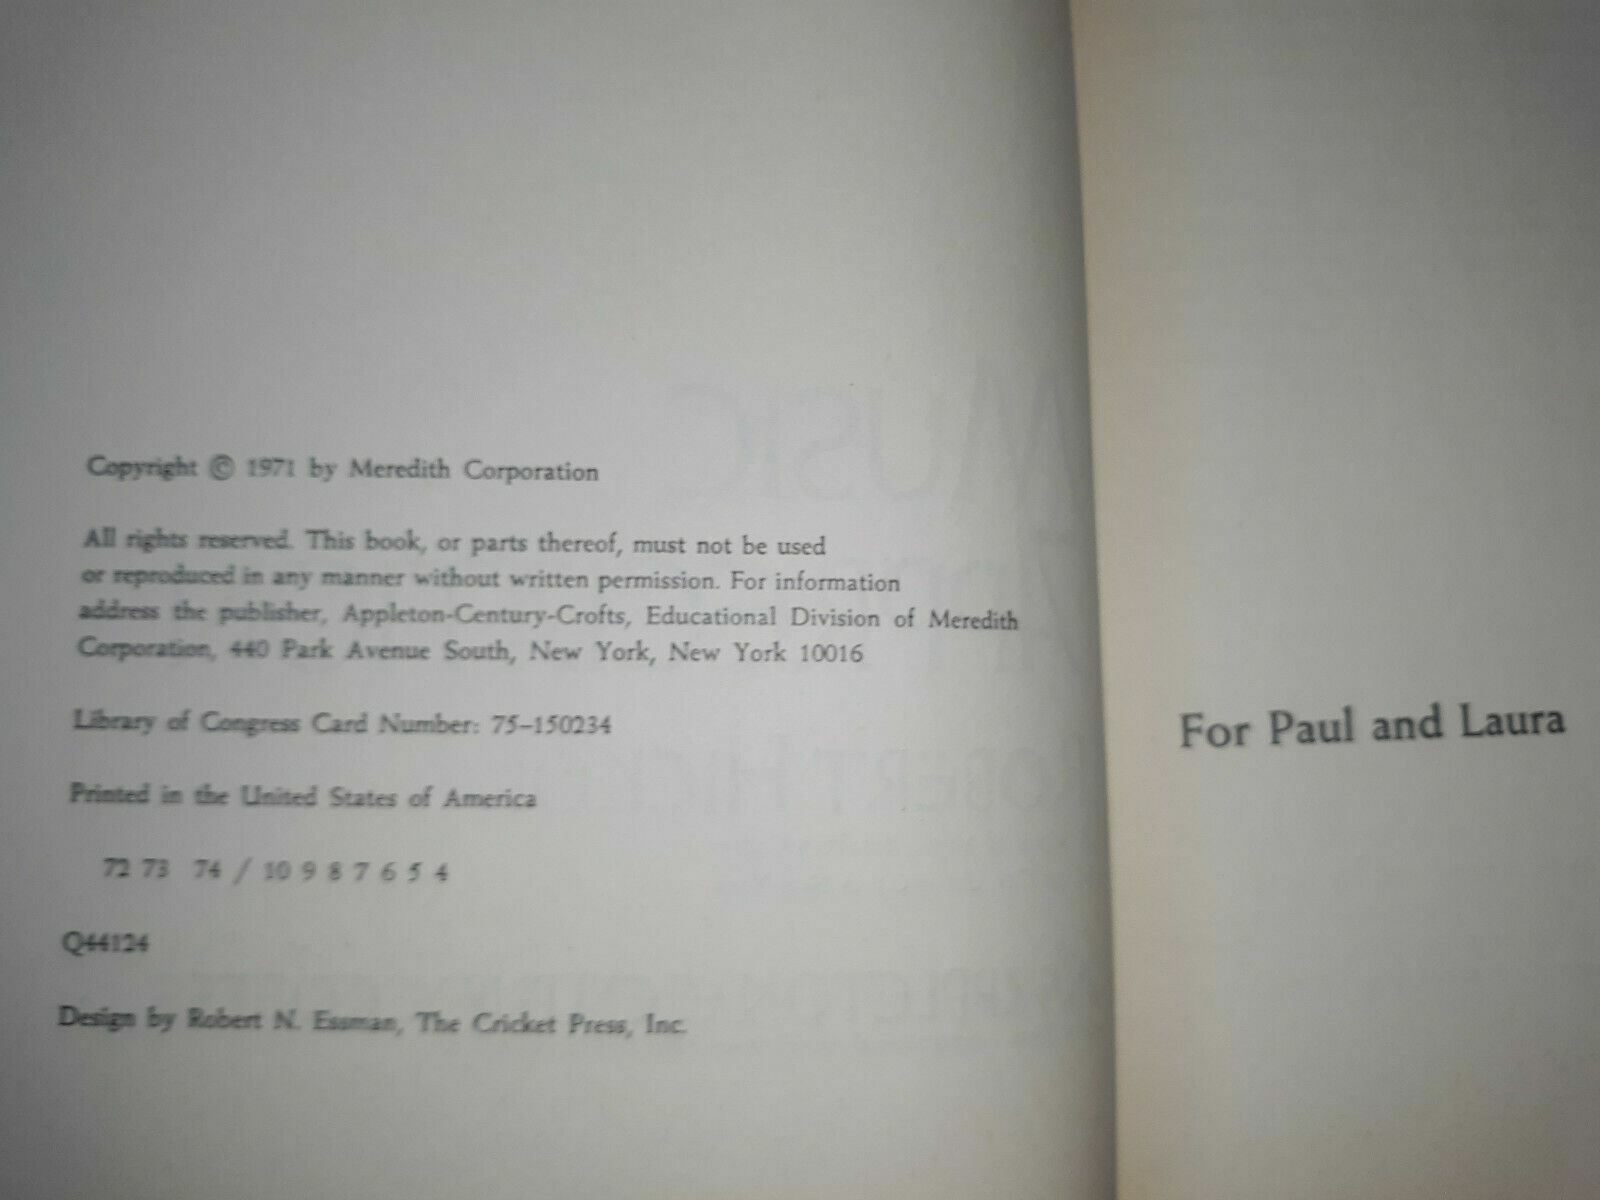 Copyright © 1971 by Meredith Corporation
All rights reserved. This book, or parts thereof, must not be used
or reproduced in any manner without written permission. For information
address the publisher, Appleton-Century-Crofts, Educational Division of Meredith
Corporation, 440 Park Avenue South, New York, New York 10016
Library of Congress Card Number: 75-150234
Printed in the United States of America
72 73 74 / 10 9 8 7 6 5 4
Q44124
Design by Robert N. Essman, The Cricket Press, Inc.
For Paul and Laura
MUSIC